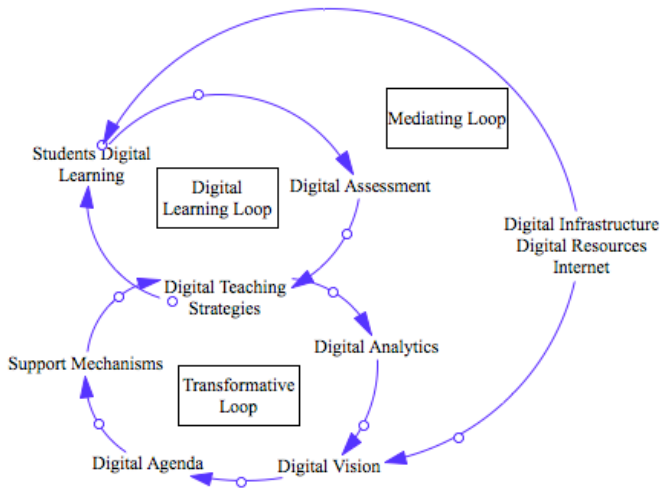 Mediating Loop
Students Digital
Learning
Digital
Learning Loop
Digital Assessment
Digital Infrastructure
Digital Resources
Internet
Digital Teaching
Strategies
Digital Analytics
Support Mechanisms
Transformative
Loop
Digital Agenda
Digital Vision